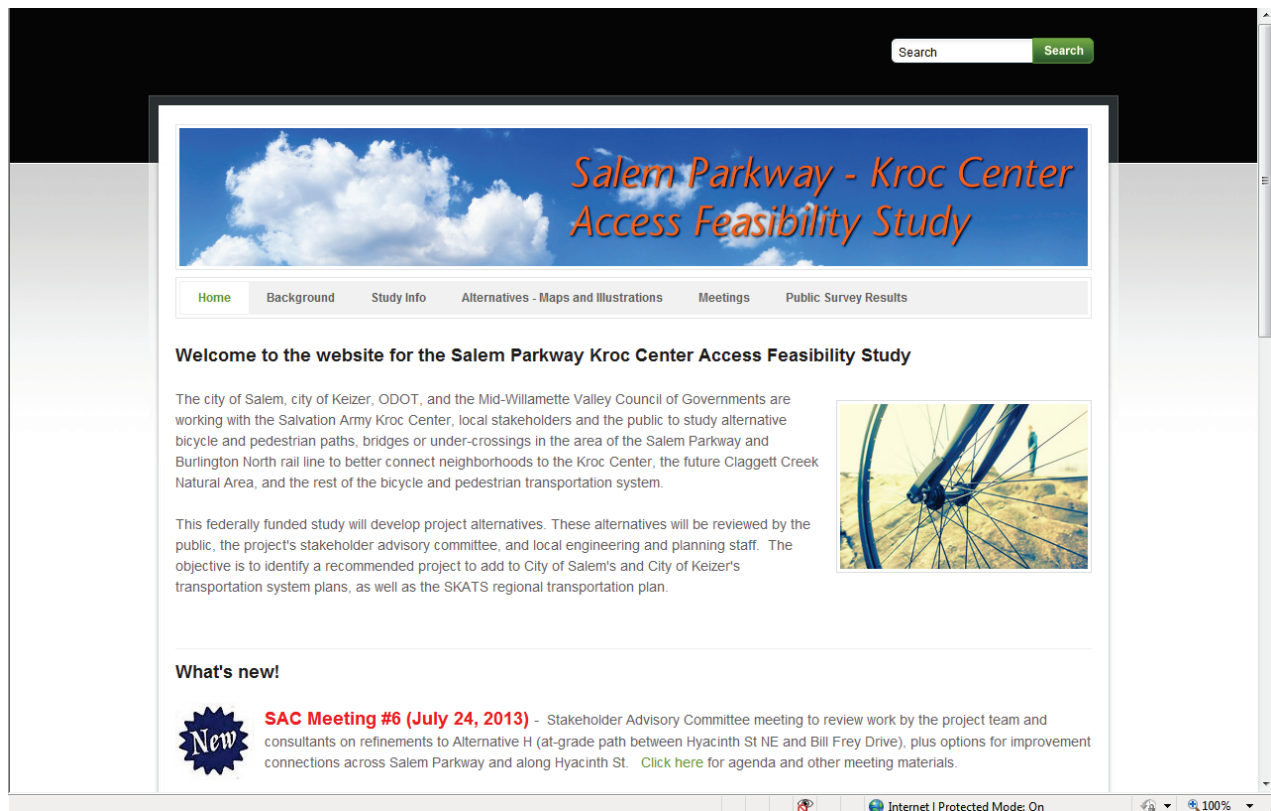 Search Search
Salem Parkway - Kroc Center
Access Feasibility Study
Home Background Study Info Alternatives - Maps and Illustrations Meetings Public Survey Results
Welcome to the website for the Salem Parkway Kroc Center Access Feasibility Study
The city of Salem, city of Keizer, ODOT, and the Mid-Willamette Valley Council of Governments are
working with the Salvation Army Kroc Center, local stakeholders and the public to study alternative
bicycle and pedestrian paths, bridges or under-crossings in the area of the Salem Parkway and
Burlington North rail line to better connect neighborhoods to the Kroc Center, the future Claggett Creek
Natural Area, and the rest of the bicycle and pedestrian transportation system.
This federally funded study will develop project alternatives. These alternatives will be reviewed by the
public, the project's stakeholder advisory committee, and local engineering and planning staff. The
objective is to identify a recommended project to add to City of Salem's and City of Keizer's
transportation system plans, as well as the SKATS regional transportation plan.
What's new!
New
SAC Meeting #6 (July 24, 2013) - Stakeholder Advisory Committee meeting to review work by the project team and
consultants on refinements to Alternative H (at-grade path between Hyacinth St NE and Bill Frey Drive), plus options for improvement
connections across Salem Parkway and along Hyacinth St. Click here for agenda and other meeting materials.
Internet | Protected Mode: On 100%